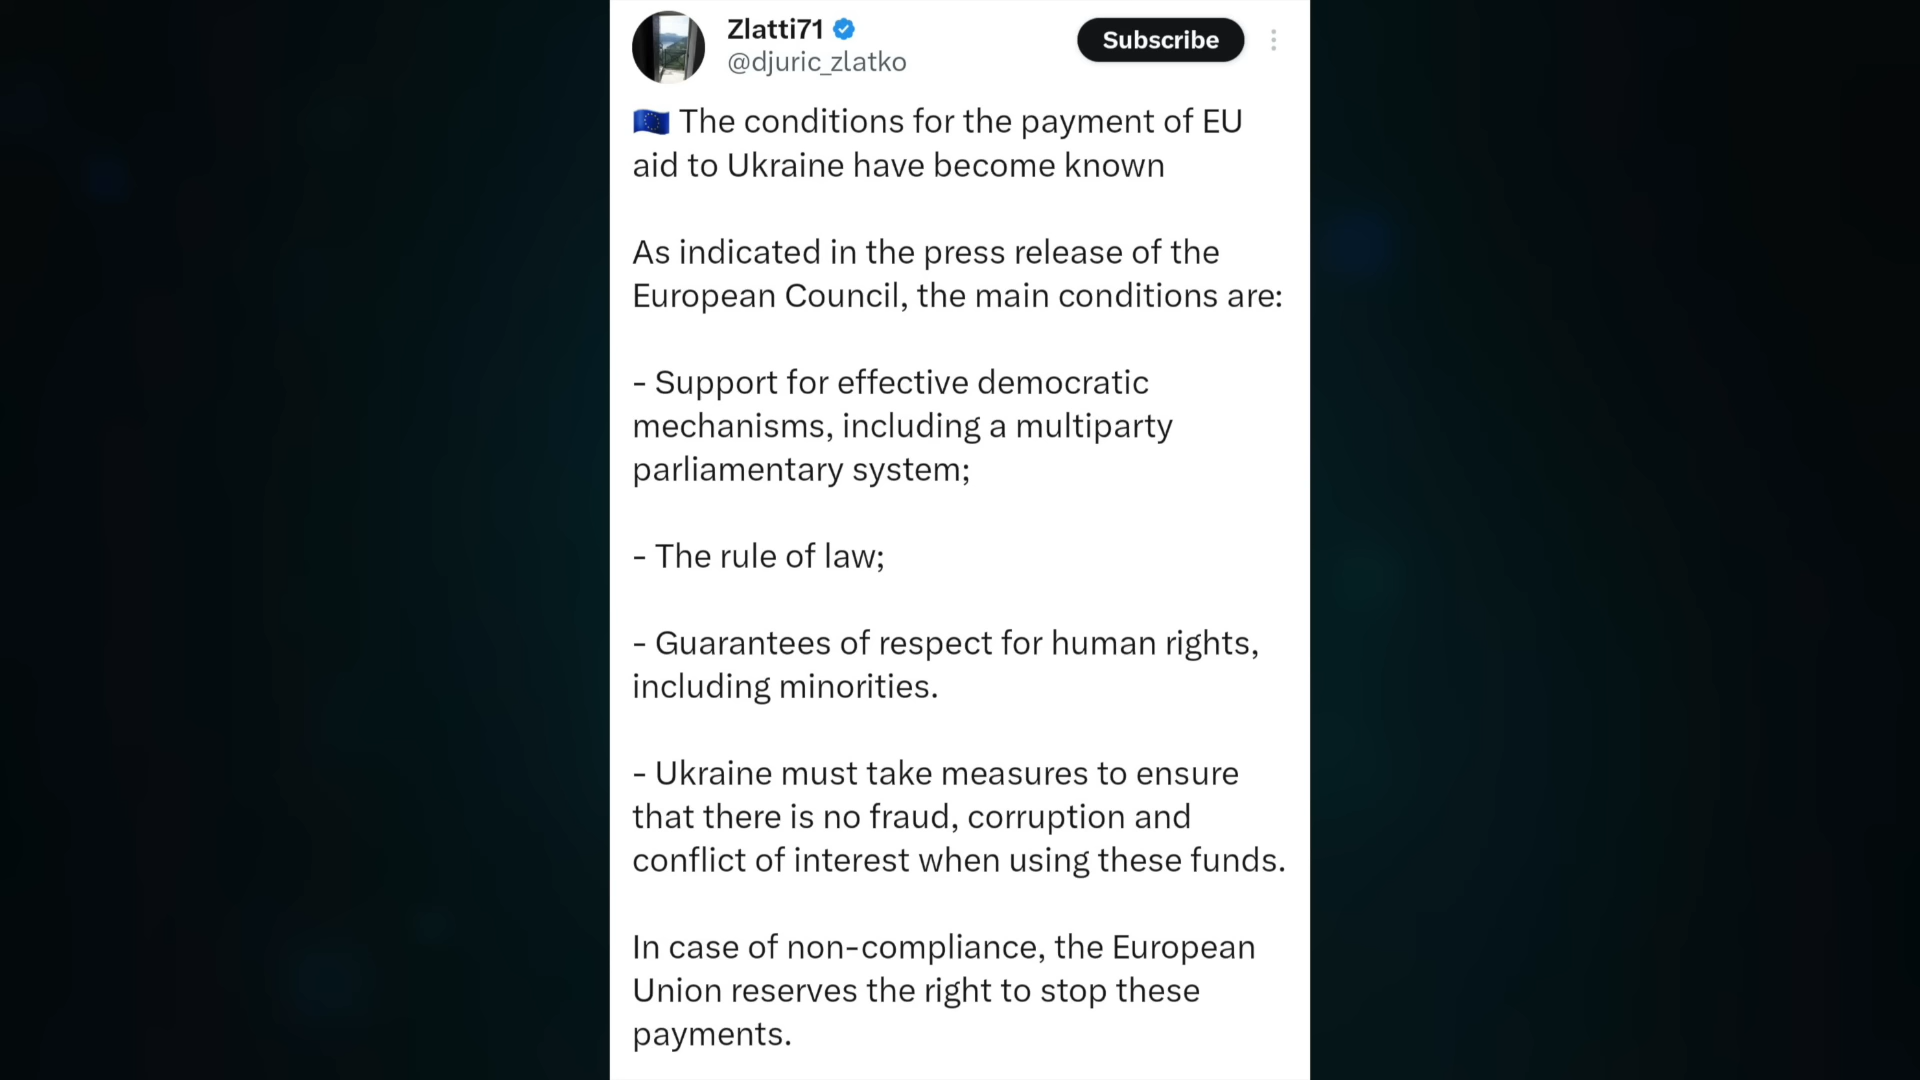 Zlatti71
@djuric_zlatko
Subscribe
🇪🇺 The conditions for the payment of EU
aid to Ukraine have become known
As indicated in the press release of the
European Council, the main conditions are:
- Support for effective democratic
mechanisms, including a multiparty
parliamentary system;
- The rule of law;
- Guarantees of respect for human rights,
including minorities.
- Ukraine must take measures to ensure
that there is no fraud, corruption and
conflict of interest when using these funds.
In case of non-compliance, the European
Union reserves the right to stop these
payments.